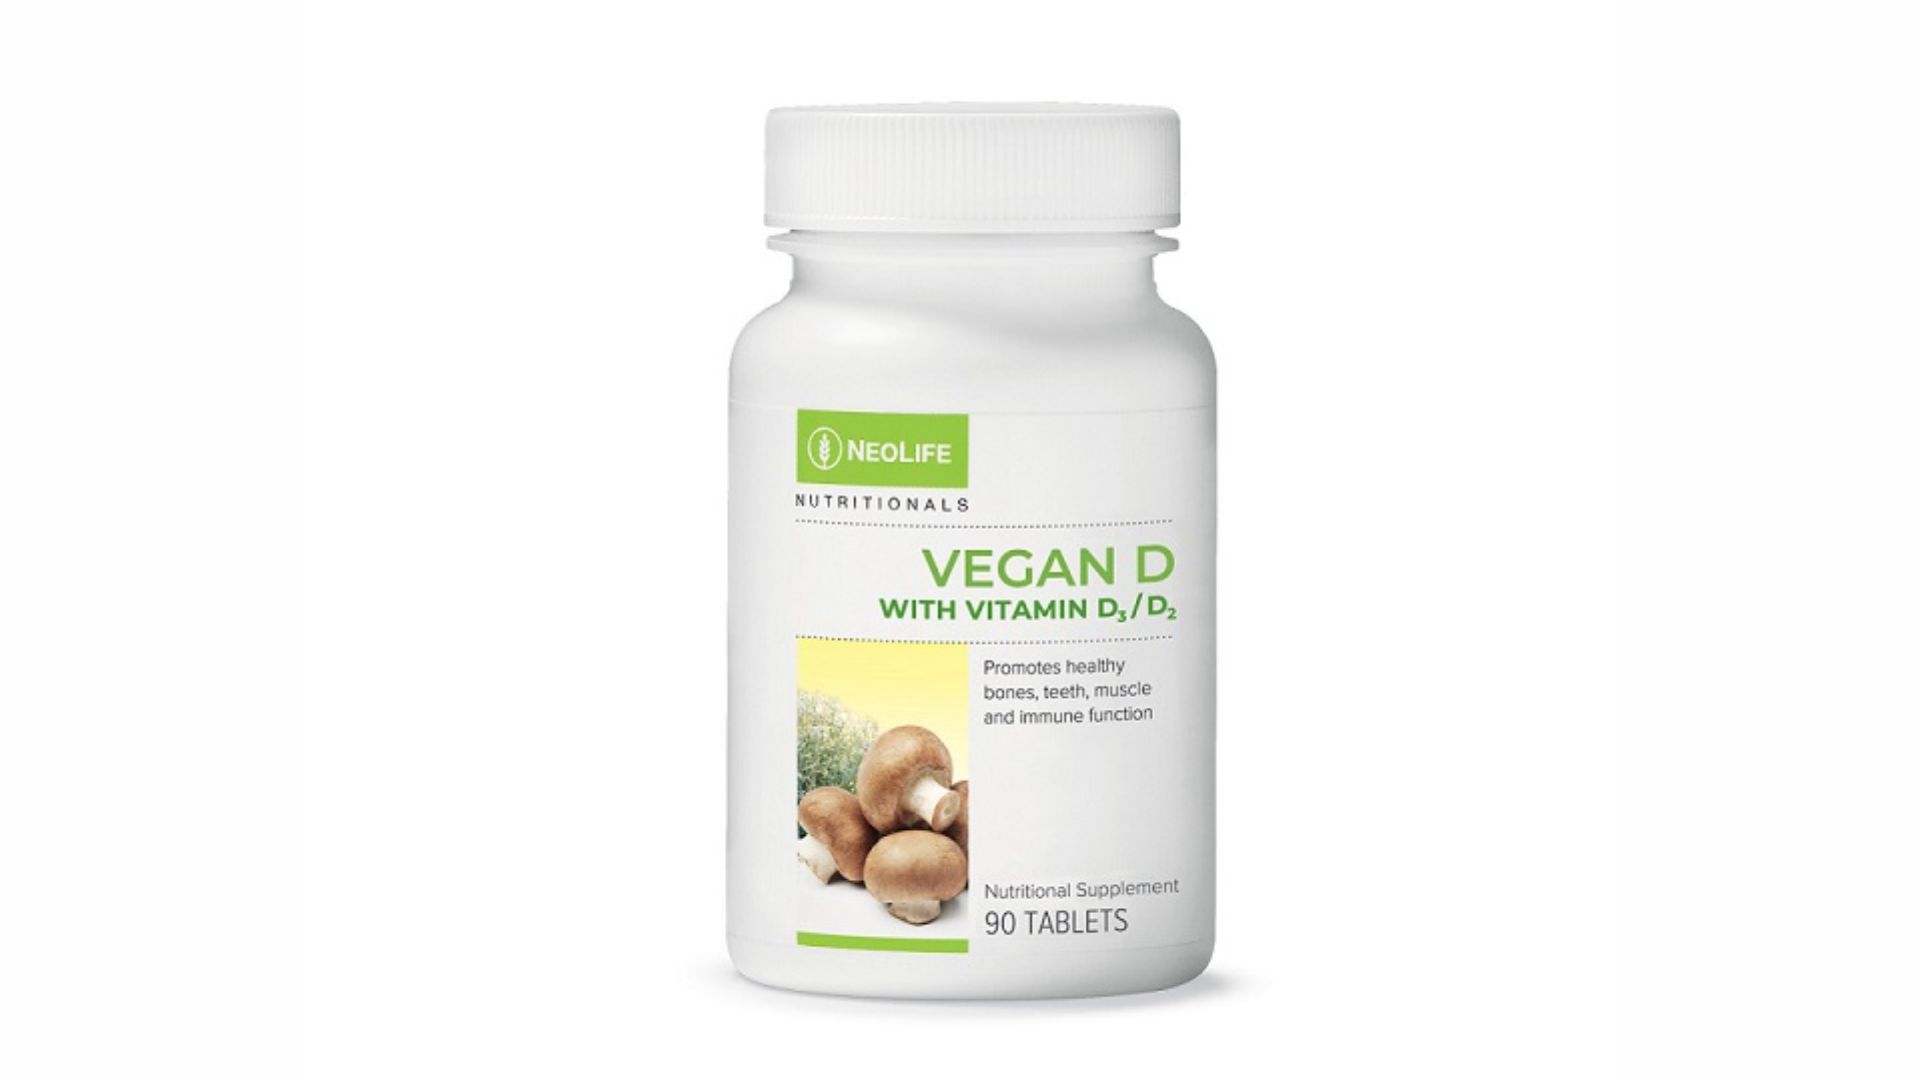 NEOLIFE
NUTRITIONALS
VEGAN D
WITH VITAMIN D₃/D₂
Promotes healthy
bones, teeth, muscle
and immune function
Nutritional Supplement
90 TABLETS